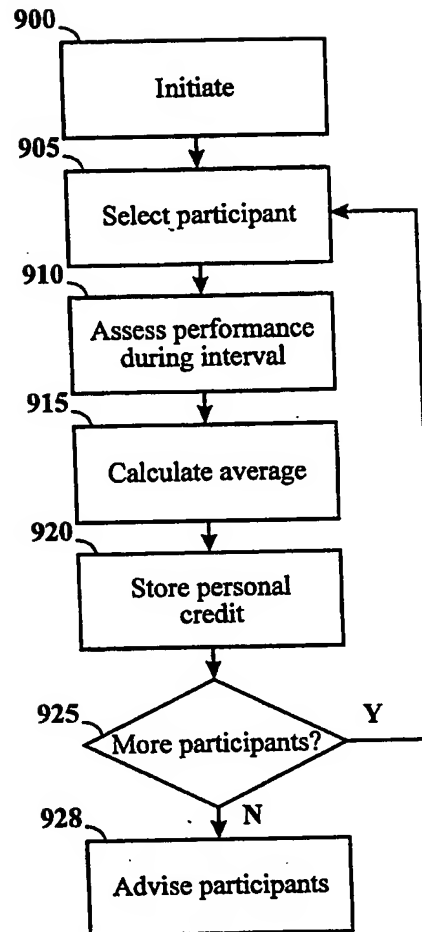 900
Initiate
905
Select participant
910
Assess performance
during interval
915
Calculate average
920
Store personal
credit
925
More participants?
Y
N
928
Advise participants